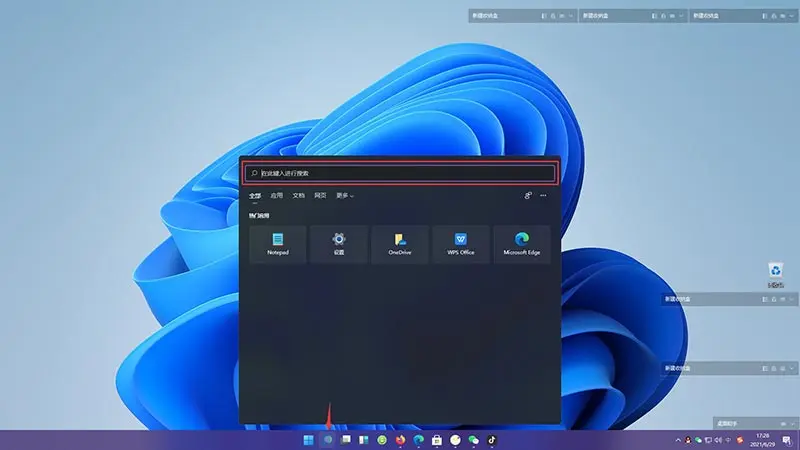 新建收纳盒
新建收纳盒
新建收纳盒
在此键入进行搜索
全部 应用 文档 网页 更多
热门应用
Notepad
设置
OneDrive
WPS Office
Microsoft Edge
回收站
新建收纳盒
新建收纳盒
桌面助手
中
17:28
2021/6/29